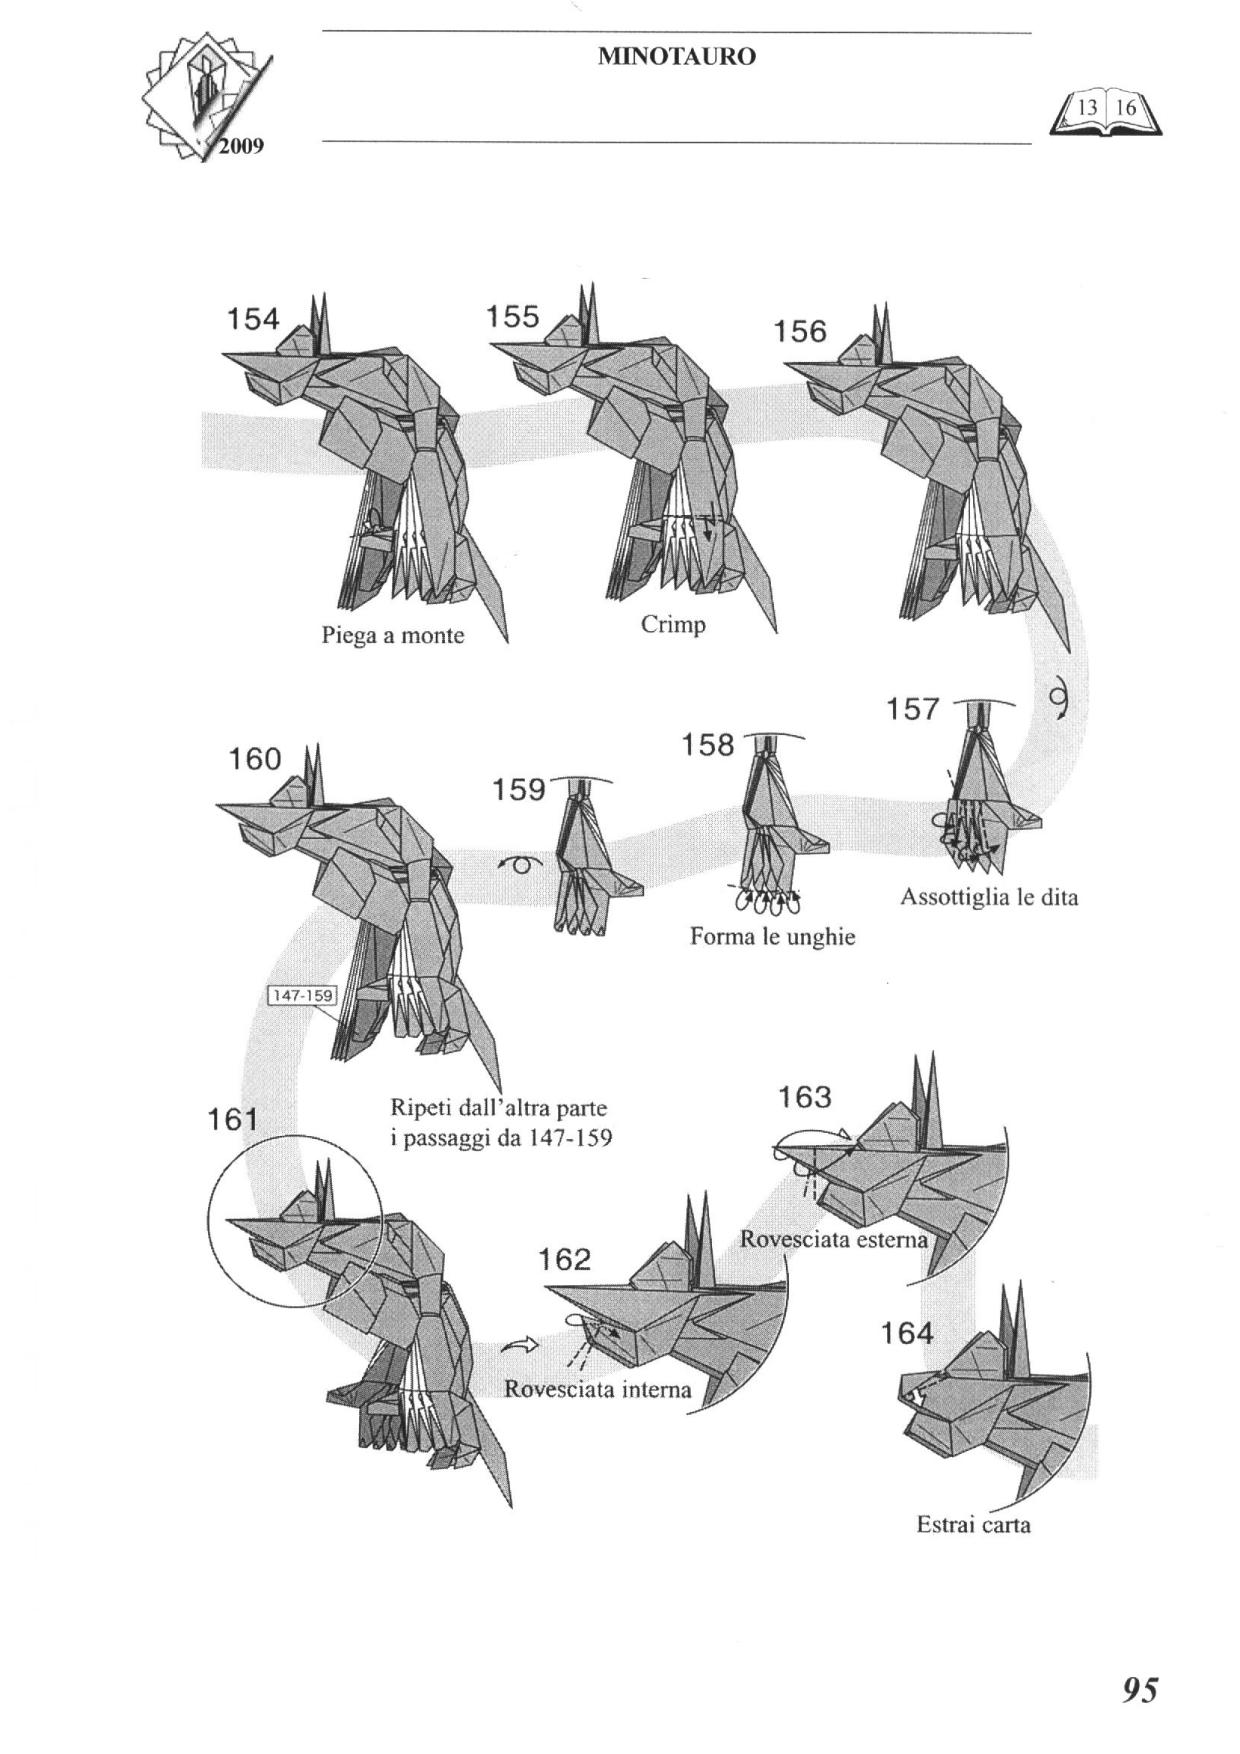 MINOTAURO
2009
13 16
154
155
156
Piega a monte
Crimp
157
158
159
160
Assottiglia le dita
Forma le unghie
147-159
Ripeti dall'altra parte
i passaggi da 147-159
161
162
163
Rovesciata esterna
Rovesciata interna
164
Estrai carta
95